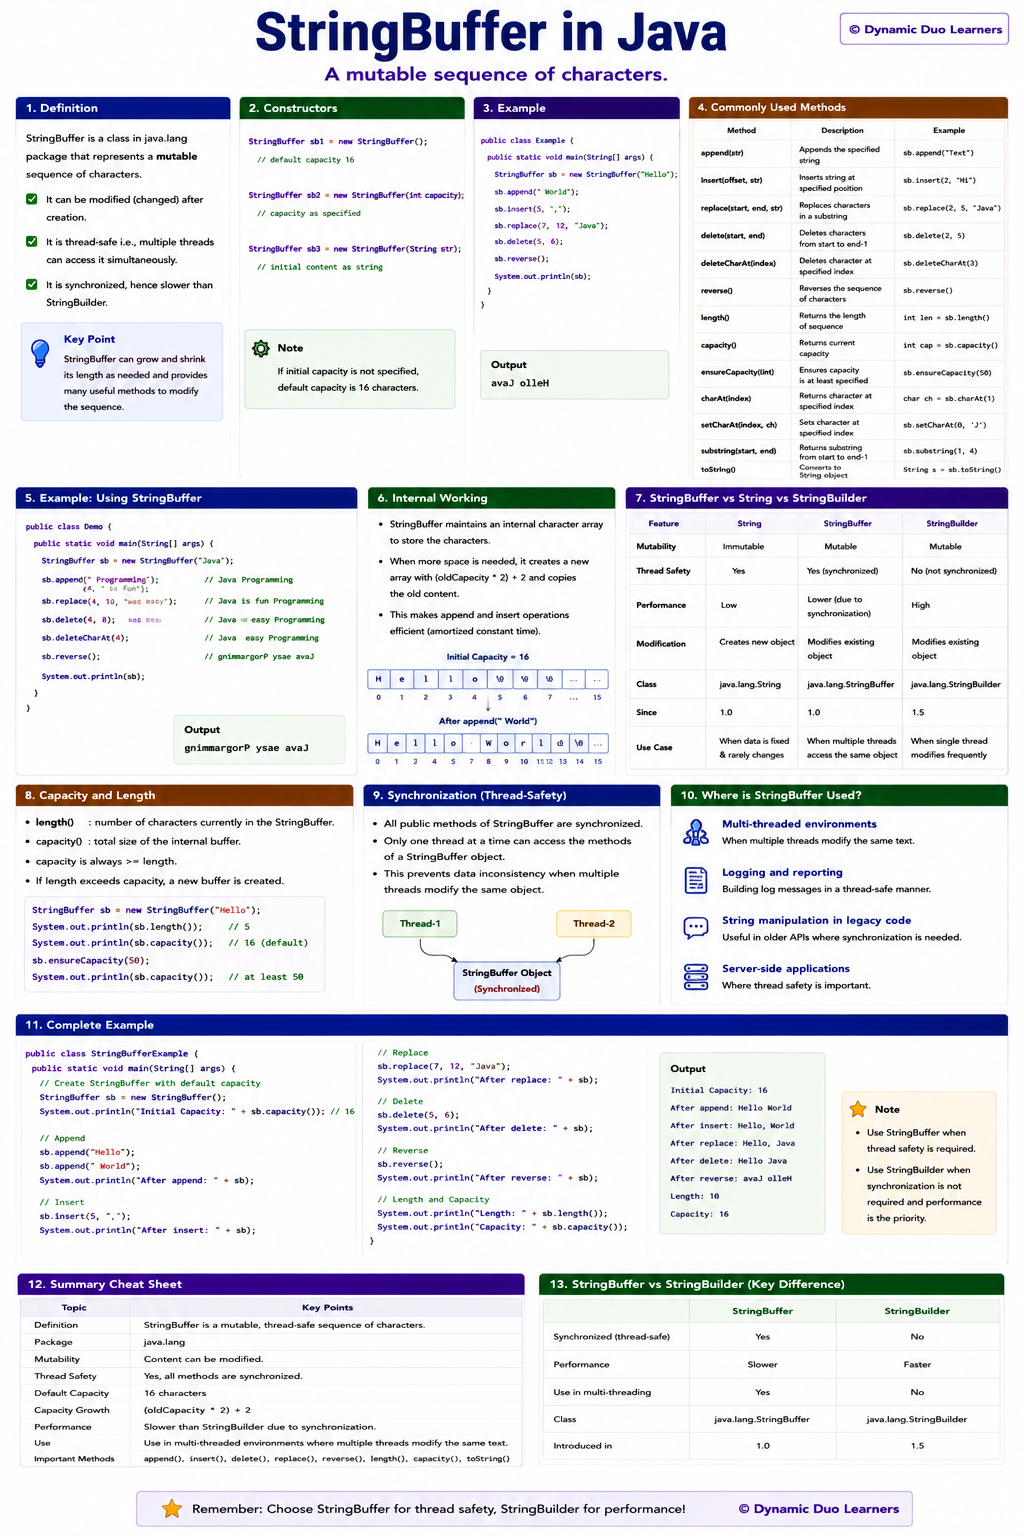 StringBuffer in Java
© Dynamic Duo Learners
A mutable sequence of characters.
1. Definition
StringBuffer is a class in java.lang
package that represents a mutable
sequence of characters.
It can be modified (changed) after
creation.
It is thread-safe i.e., multiple threads
can access it simultaneously.
It is synchronized, hence slower than
StringBuilder.
Key Point
StringBuffer can grow and shrink
its length as needed and provides
many useful methods to modify
the sequence.
2. Constructors
StringBuffer sb1 = new StringBuffer();
// default capacity 16
StringBuffer sb2 = new StringBuffer(int capacity);
// capacity as specified
StringBuffer sb3 = new StringBuffer(String str);
// initial content as string
Note
If initial capacity is not specified,
default capacity is 16 characters.
3. Example
public class Example {
public static void main(String[] args) {
StringBuffer sb = new StringBuffer("Hello");
sb.append(" World");
sb.insert(5, ",");
sb.replace(7, 12, "Java");
sb.delete(5, 6);
sb.reverse();
System.out.println(sb);
}
}
Output
avaJ olleH
4. Commonly Used Methods
Method Description Example
append(str) Appends the specified string sb.append("Text")
Insert(offset, str) Inserts string at specified position sb.insert(2, "Hi")
replace(start, end, str) Replaces characters in a substring sb.replace(2, 5, "Java")
delete(start, end) Deletes characters from start to end-1 sb.delete(2, 5)
deleteCharAt(index) Deletes character at specified index sb.deleteCharAt(3)
reverse() Reverses the sequence of characters sb.reverse()
length() Returns the length of sequence int len = sb.length()
capacity() Returns current capacity int cap = sb.capacity()
Ensures capacity is at least specified sb.ensureCapacity(50)
charAt(index) Returns character at specified index char ch = sb.charAt(1)
setCharAt(index, ch) Sets character at specified index sb.setCharAt(0, 'J')
substring(start, end) Returns substring from start to end-1 sb.substring(1, 4)
toString() Converts to String object String s = sb.toString()
5. Example: Using StringBuffer
public class Demo {
public static void main(String[] args) {
StringBuffer sb = new StringBuffer("Java");
sb.append(" Programming"); // Java Programming
sb.replace(4, 10, "was easy"); // Java is fun Programming
sb.delete(4, 8); // Java easy Programming
sb.deleteCharAt(4); // Java easy Programming
sb.reverse(); // gnimmargorP ysae avaJ
System.out.println(sb);
}
}
Output
gnimmargorP ysae avaJ
6. Internal Working
• StringBuffer maintains an internal character array
to store the characters.
• When more space is needed, it creates a new
array with (oldCapecity * 2) + 2 and copies
the old content.
• This makes append and insert operations
efficient (amortized constant time).
Initial Capacity = 16
H e l l o \0 \0 \0 ... ...
0 1 2 3 4 5 6 7 ... 15
After append(" World")
H e l l o · W o r l d \0 ...
0 1 3 4 5 7 8 9 10 12 13 14 15
7. StringBuffer vs String vs StringBuilder
Feature String StringBuffer StringBuilder
Mutability Immutable Mutable Mutable
Thread Safety Yes Yes (synchronized) No (not synchronized)
Performance Low Lower (due to synchronization) High
Modification Creates new object Modifies existing object Modifies existing object
Class java.lang.String java.lang.StringBuffer java.lang.StringBuilder
Since 1.0 1.0 1.5
Use Case When data is fixed & rarely changes When multiple threads access the same object When single thread modifies frequently
8. Capacity and Length
• length() : number of characters currently in the StringBuffer.
• capacity() : total size of the internal buffer.
• capacity is always >= length.
• If length exceeds capacity, a new buffer is created.
StringBuffer sb = new StringBuffer("Hello");
System.out.println(sb.length()); // 5
System.out.println(sb.capacity()); // 16 (default)
sb.ensureCapacity(50);
System.out.println(sb.capacity()); // at least 50
9. Synchronization (Thread-Safety)
• All public methods of StringBuffer are synchronized.
• Only one thread at a time can access the methods
of a StringBuffer object.
• This prevents data inconsistency when multiple
threads modify the same object.
Thread-1
Thread-2
StringBuffer Object
(Synchronized)
10. Where is StringBuffer Used?
Multi-threaded environments
When multiple threads modify the same text.
Logging and reporting
Building log messages in a thread-safe manner.
String manipulation in legacy code
Useful in older APIs where synchronization is needed.
Server-side applications
Where thread safety is important.
11. Complete Example
public class StringBufferExample {
public static void main(String[] args) {
// Create StringBuffer with default capacity
StringBuffer sb = new StringBuffer();
System.out.println("Initial Capacity: " + sb.capacity()); // 16
// Append
sb.append("Hello");
sb.append(" World");
System.out.println("After append: " + sb);
// Insert
sb.insert(5, ",");
System.out.println("After insert: " + sb);
// Replace
sb.roplace(7, 12, "Java");
System.out.println("After replace: " + sb);
// Delete
sb.delete(5, 6);
System.out.println("After delete: " + sb);
// Reverse
sb.reverse();
System.out.println("After reverse: " + sb);
// Length and Capacity
System.out.println("Length: " + sb.length());
System.out.println("Capacity: " + sb.capacity());
}
Output
Initial Capacity: 16
After append: Hello World
After insert: Hello, World
After replace: Hello, Java
After delete: Hello Java
After reverse: avaJ olleH
Length: 10
Capacity: 16
Note
• Use StringBuffer when
thread safety is required.
• Use StringBuilder when
synchronization is not
required and performance
is the priority.
12. Summary Cheat Sheet
Topic Key Points
Definition StringBuffer is a mutable, thread-safe sequence of characters.
Package java.lang
Mutability Content can be modified.
Thread Safety Yes, all methods are synchronized.
Default Capacity 16 characters
Capacity Growth (oldCapacity * 2) + 2
Performance Slower than StringBuilder due to synchronization.
Use Use in multi-threaded environments where multiple threads modify the same text.
Important Methods append(), insert(), delete(), replace(), reverse(), length(), capacity(), toString()
13. StringBuffer vs StringBuilder (Key Difference)
StringBuffer StringBuilder
Synchronized (thread-safe) Yes No
Performance Slower Faster
Use in multi-threading Yes No
Class java.lang.StringBuffer java.lang.StringBuilder
Introduced in 1.0 1.5
Remember: Choose StringBuffer for thread safety, StringBuilder for performance!
© Dynamic Duo Learners